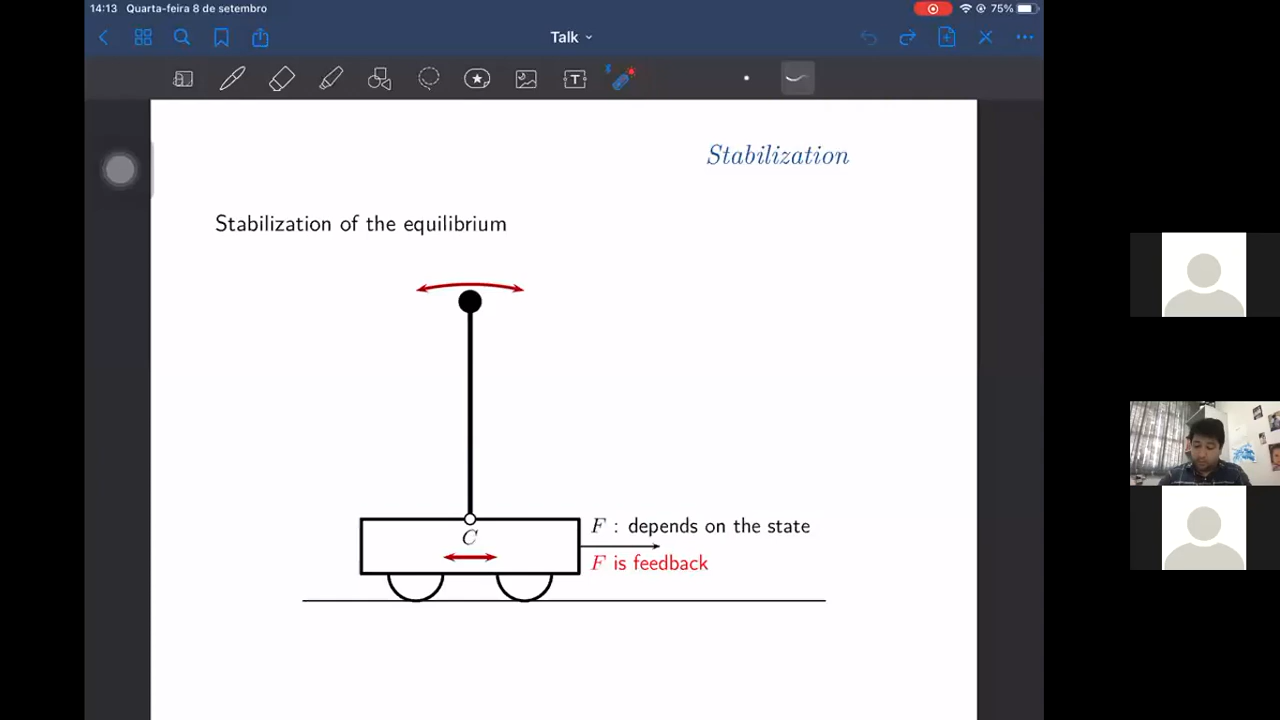 14:13 Quarta-feira 8 de setembro
75%
Talk
T
Stabilization
Stabilization of the equilibrium
C
F : depends on the state
F is feedback